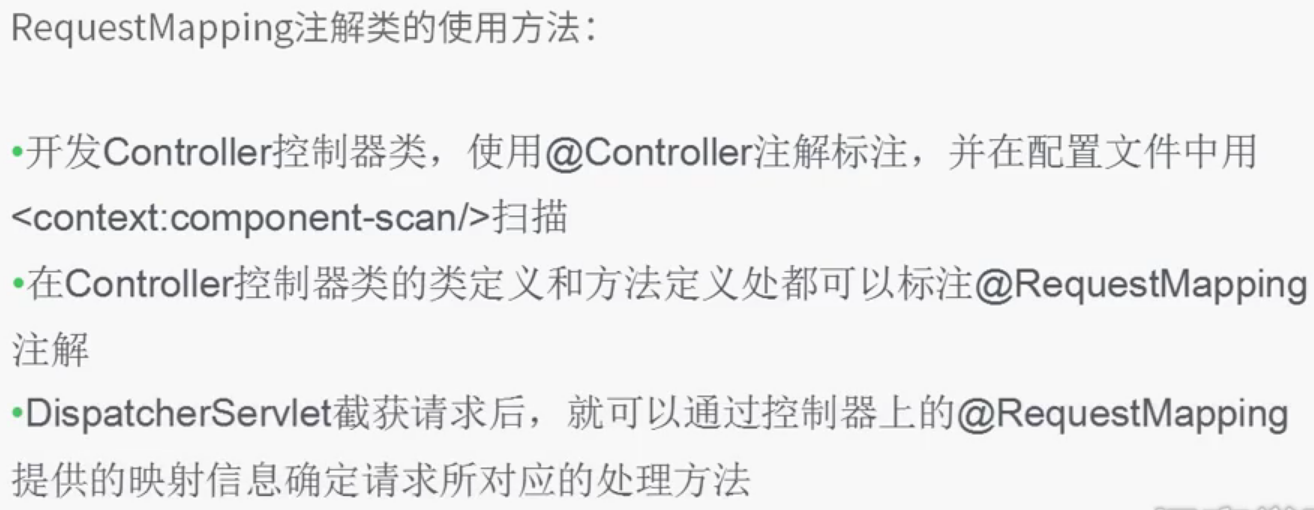 RequestMapping注解类的使用方法：
•开发Controller控制器类，使用@Controller注解标注，并在配置文件中用
<context:component-scan/>扫描
•在Controller控制器类的类定义和方法定义处都可以标注@RequestMapping
注解
•DispatcherServlet截获请求后，就可以通过控制器上的@RequestMapping
提供的映射信息确定请求所对应的处理方法